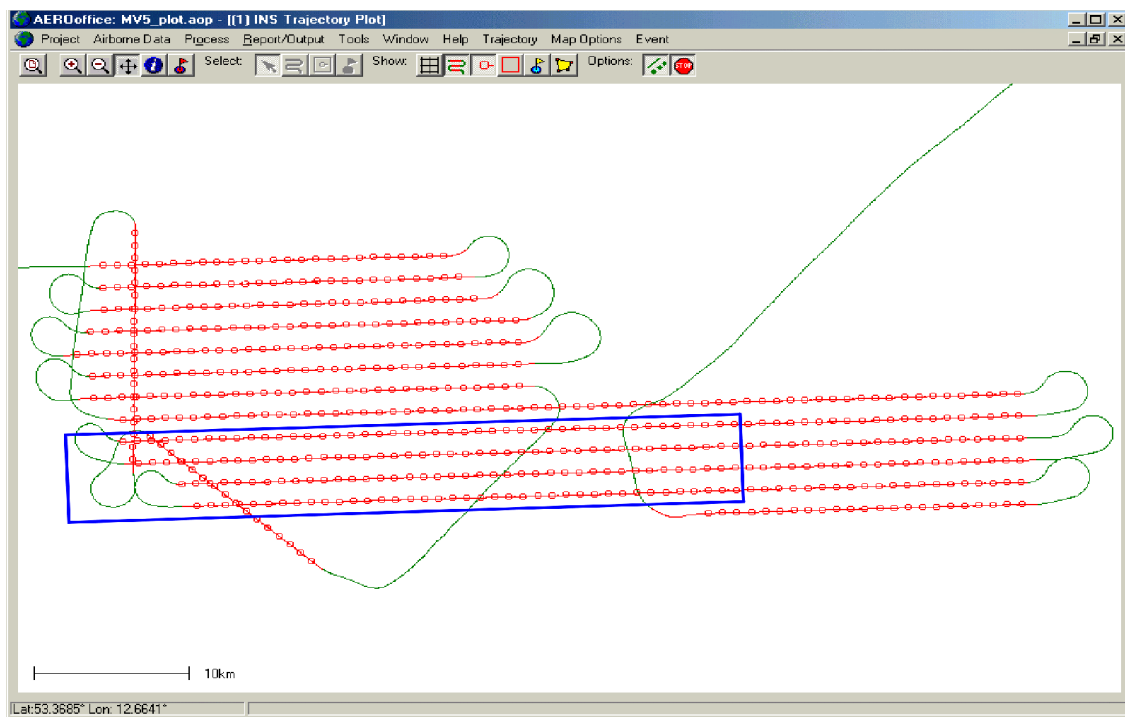 AEROoffice: MV5_plot.aop - [(1) INS Trajectory Plot]
Project Airborne Data Process Report/Output Tools Window Help Trajectory Map Options Event
Select: Show: Options: STOP
10km
Lat:53.3685° Lon: 12.6641°